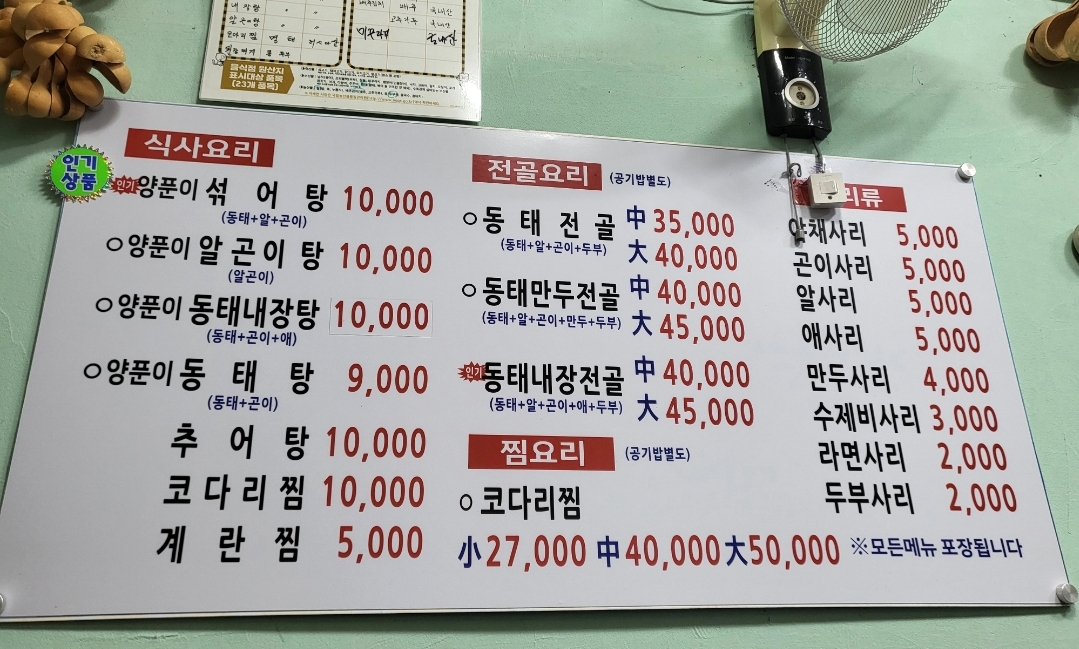 음식점 원산지
표시대상 품목
(23개 품목)
인기
상품
식사요리
인기 양푼이 섞어탕 10,000
(동태+알+곤이)
양푼이 알곤이탕 10,000
(알곤이)
양푼이 동태내장탕 10,000
(동태+곤이+애)
양푼이 동태탕 9,000
(동태+곤이)
추어탕 10,000
코다리찜 10,000
계란찜 5,000
전골요리 (공기밥별도)
동태전골 中 35,000
(동태+알+곤이+두부) 大 40,000
동태만두전골 中 40,000
(동태+알+곤이+만두+두부) 大 45,000
인기 동태내장전골 中 40,000
(동태+알+곤이+애+두부) 大 45,000
찜요리 (공기밥별도)
코다리찜
小 27,000 中 40,000 大 50,000
리류
야채사리 5,000
곤이사리 5,000
알사리 5,000
애사리 5,000
만두사리 4,000
수제비사리 3,000
라면사리 2,000
두부사리 2,000
※모든메뉴 포장됩니다